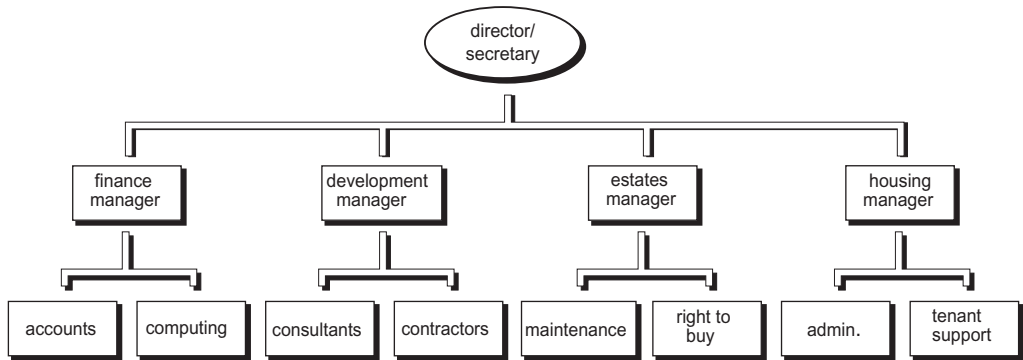 director/
secretary
finance
manager
development
manager
estates
manager
housing
manager
accounts
computing
consultants
contractors
maintenance
right to
buy
admin.
tenant
support